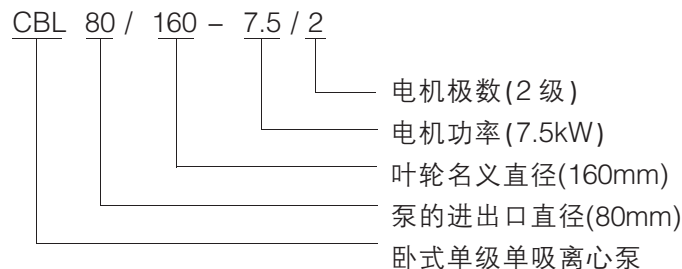 CBL 80 / 160 – 7.5 / 2
电机极数(2 级)
电机功率(7.5kW)
叶轮名义直径(160mm)
泵的进出口直径(80mm)
卧式单级单吸离心泵